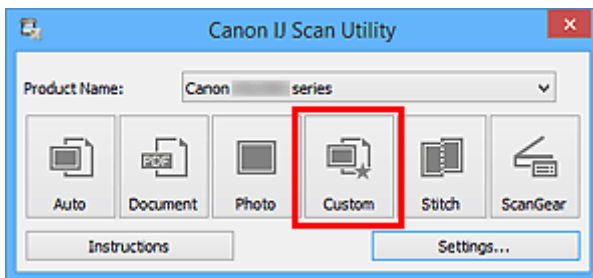 Canon IJ Scan Utility
Product Name: Canon series
Auto PDF Document Photo Custom Stitch ScanGear
Instructions Settings...